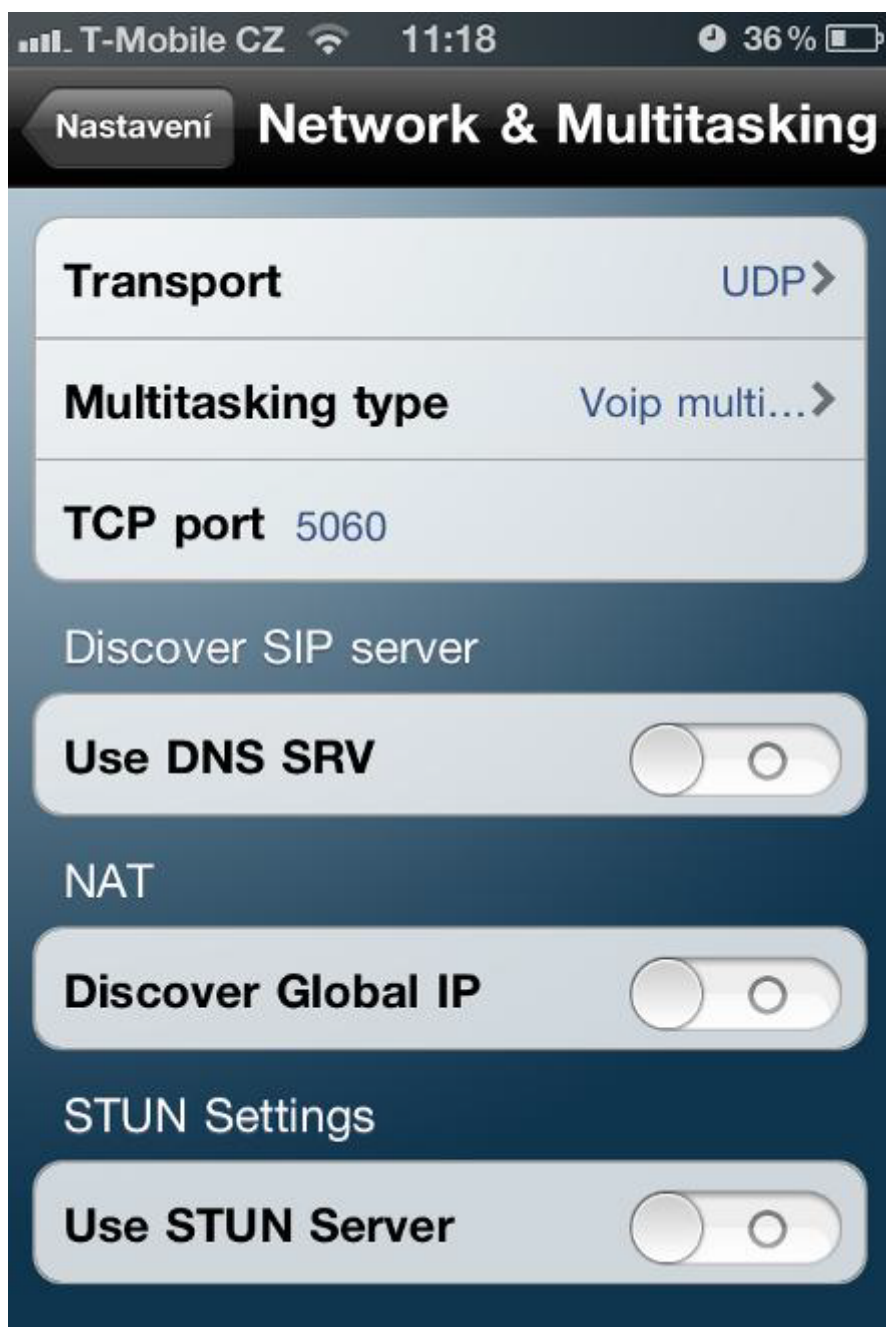 T-Mobile CZ 11:18 36%
Nastavení Network & Multitasking
Transport UDP
Multitasking type Voip multi...
TCP port 5060
Discover SIP server
Use DNS SRV
NAT
Discover Global IP
STUN Settings
Use STUN Server